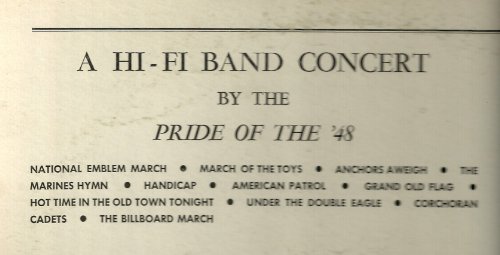 A HI-FI BAND CONCERT
BY THE
PRIDE OF THE '48
NATIONAL EMBLEM MARCH ● MARCH OF THE TOYS ● ANCHORS AWEIGH ● THE
MARINES HYMN ● HANDICAP ● AMERICAN PATROL ● GRAND OLD FLAG ●
HOT TIME IN THE OLD TOWN TONIGHT ● UNDER THE DOUBLE EAGLE ● CORCHORAN
CADETS ● THE BILLBOARD MARCH